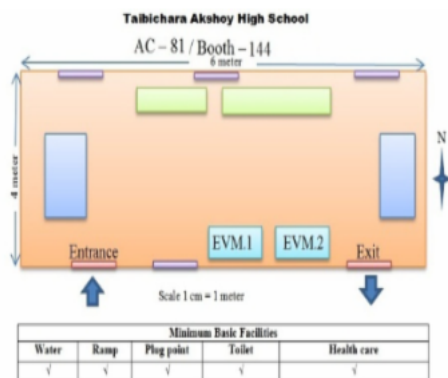 Taibichara Akshoy High School
AC – 81 / Booth – 144
6 meter
4 meter
N
EVM.1 EVM.2
Entrance Exit
Scale 1 cm = 1 meter
Minimum Basic Facilities
Water Ramp Plug point Toilet Health care
√ √ √ √ √